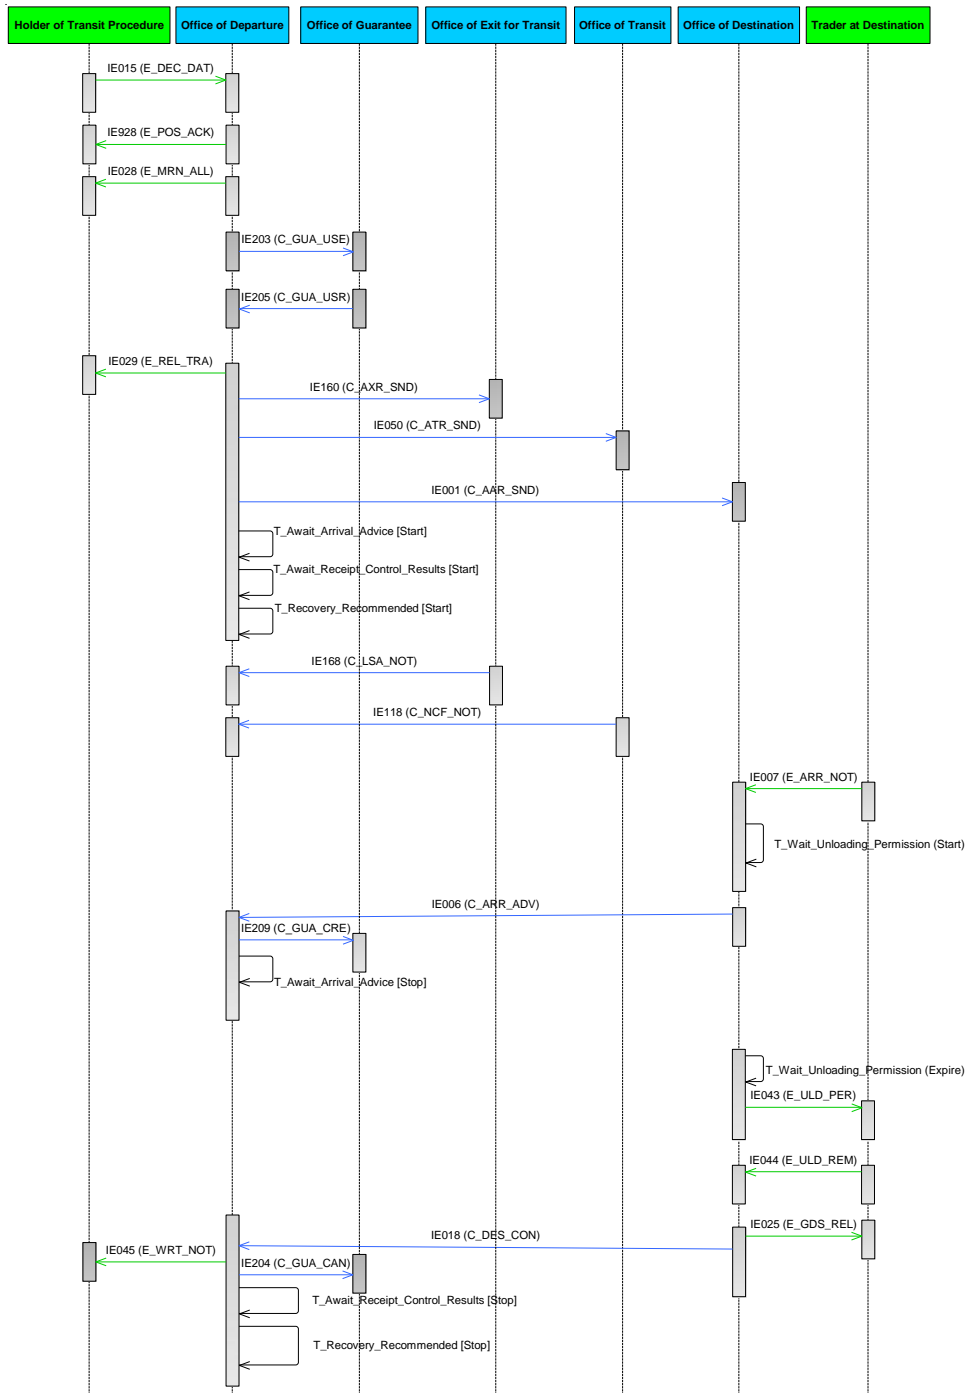 Holder of Transit Procedure
Office of Departure
Office of Guarantee
Office of Exit for Transit
Office of Transit
Office of Destination
Trader at Destination
IE015 (E_DEC_DAT)
IE928 (E_POS_ACK)
IE028 (E_MRN_ALL)
IE203 (C_GUA_USE)
IE205 (C_GUA_USR)
IE029 (E_REL_TRA)
IE160 (C_AXR_SND)
IE050 (C_ATR_SND)
IE001 (C_AAR_SND)
T_Await_Arrival_Advice [Start]
T_Await_Receipt_Control_Results [Start]
T_Recovery_Recommended [Start]
IE168 (C_LSA_NOT)
IE118 (C_NCF_NOT)
IE007 (E_ARR_NOT)
T_Wait_Unloading_Permission (Start)
IE006 (C_ARR_ADV)
IE209 (C_GUA_CRE)
T_Await_Arrival_Advice [Stop]
T_Wait_Unloading_Permission (Expire)
IE043 (E_ULD_PER)
IE044 (E_ULD_REM)
IE025 (E_GDS_REL)
IE018 (C_DES_CON)
IE045 (E_WRT_NOT)
IE204 (C_GUA_CAN)
T_Await_Receipt_Control_Results [Stop]
T_Recovery_Recommended [Stop]